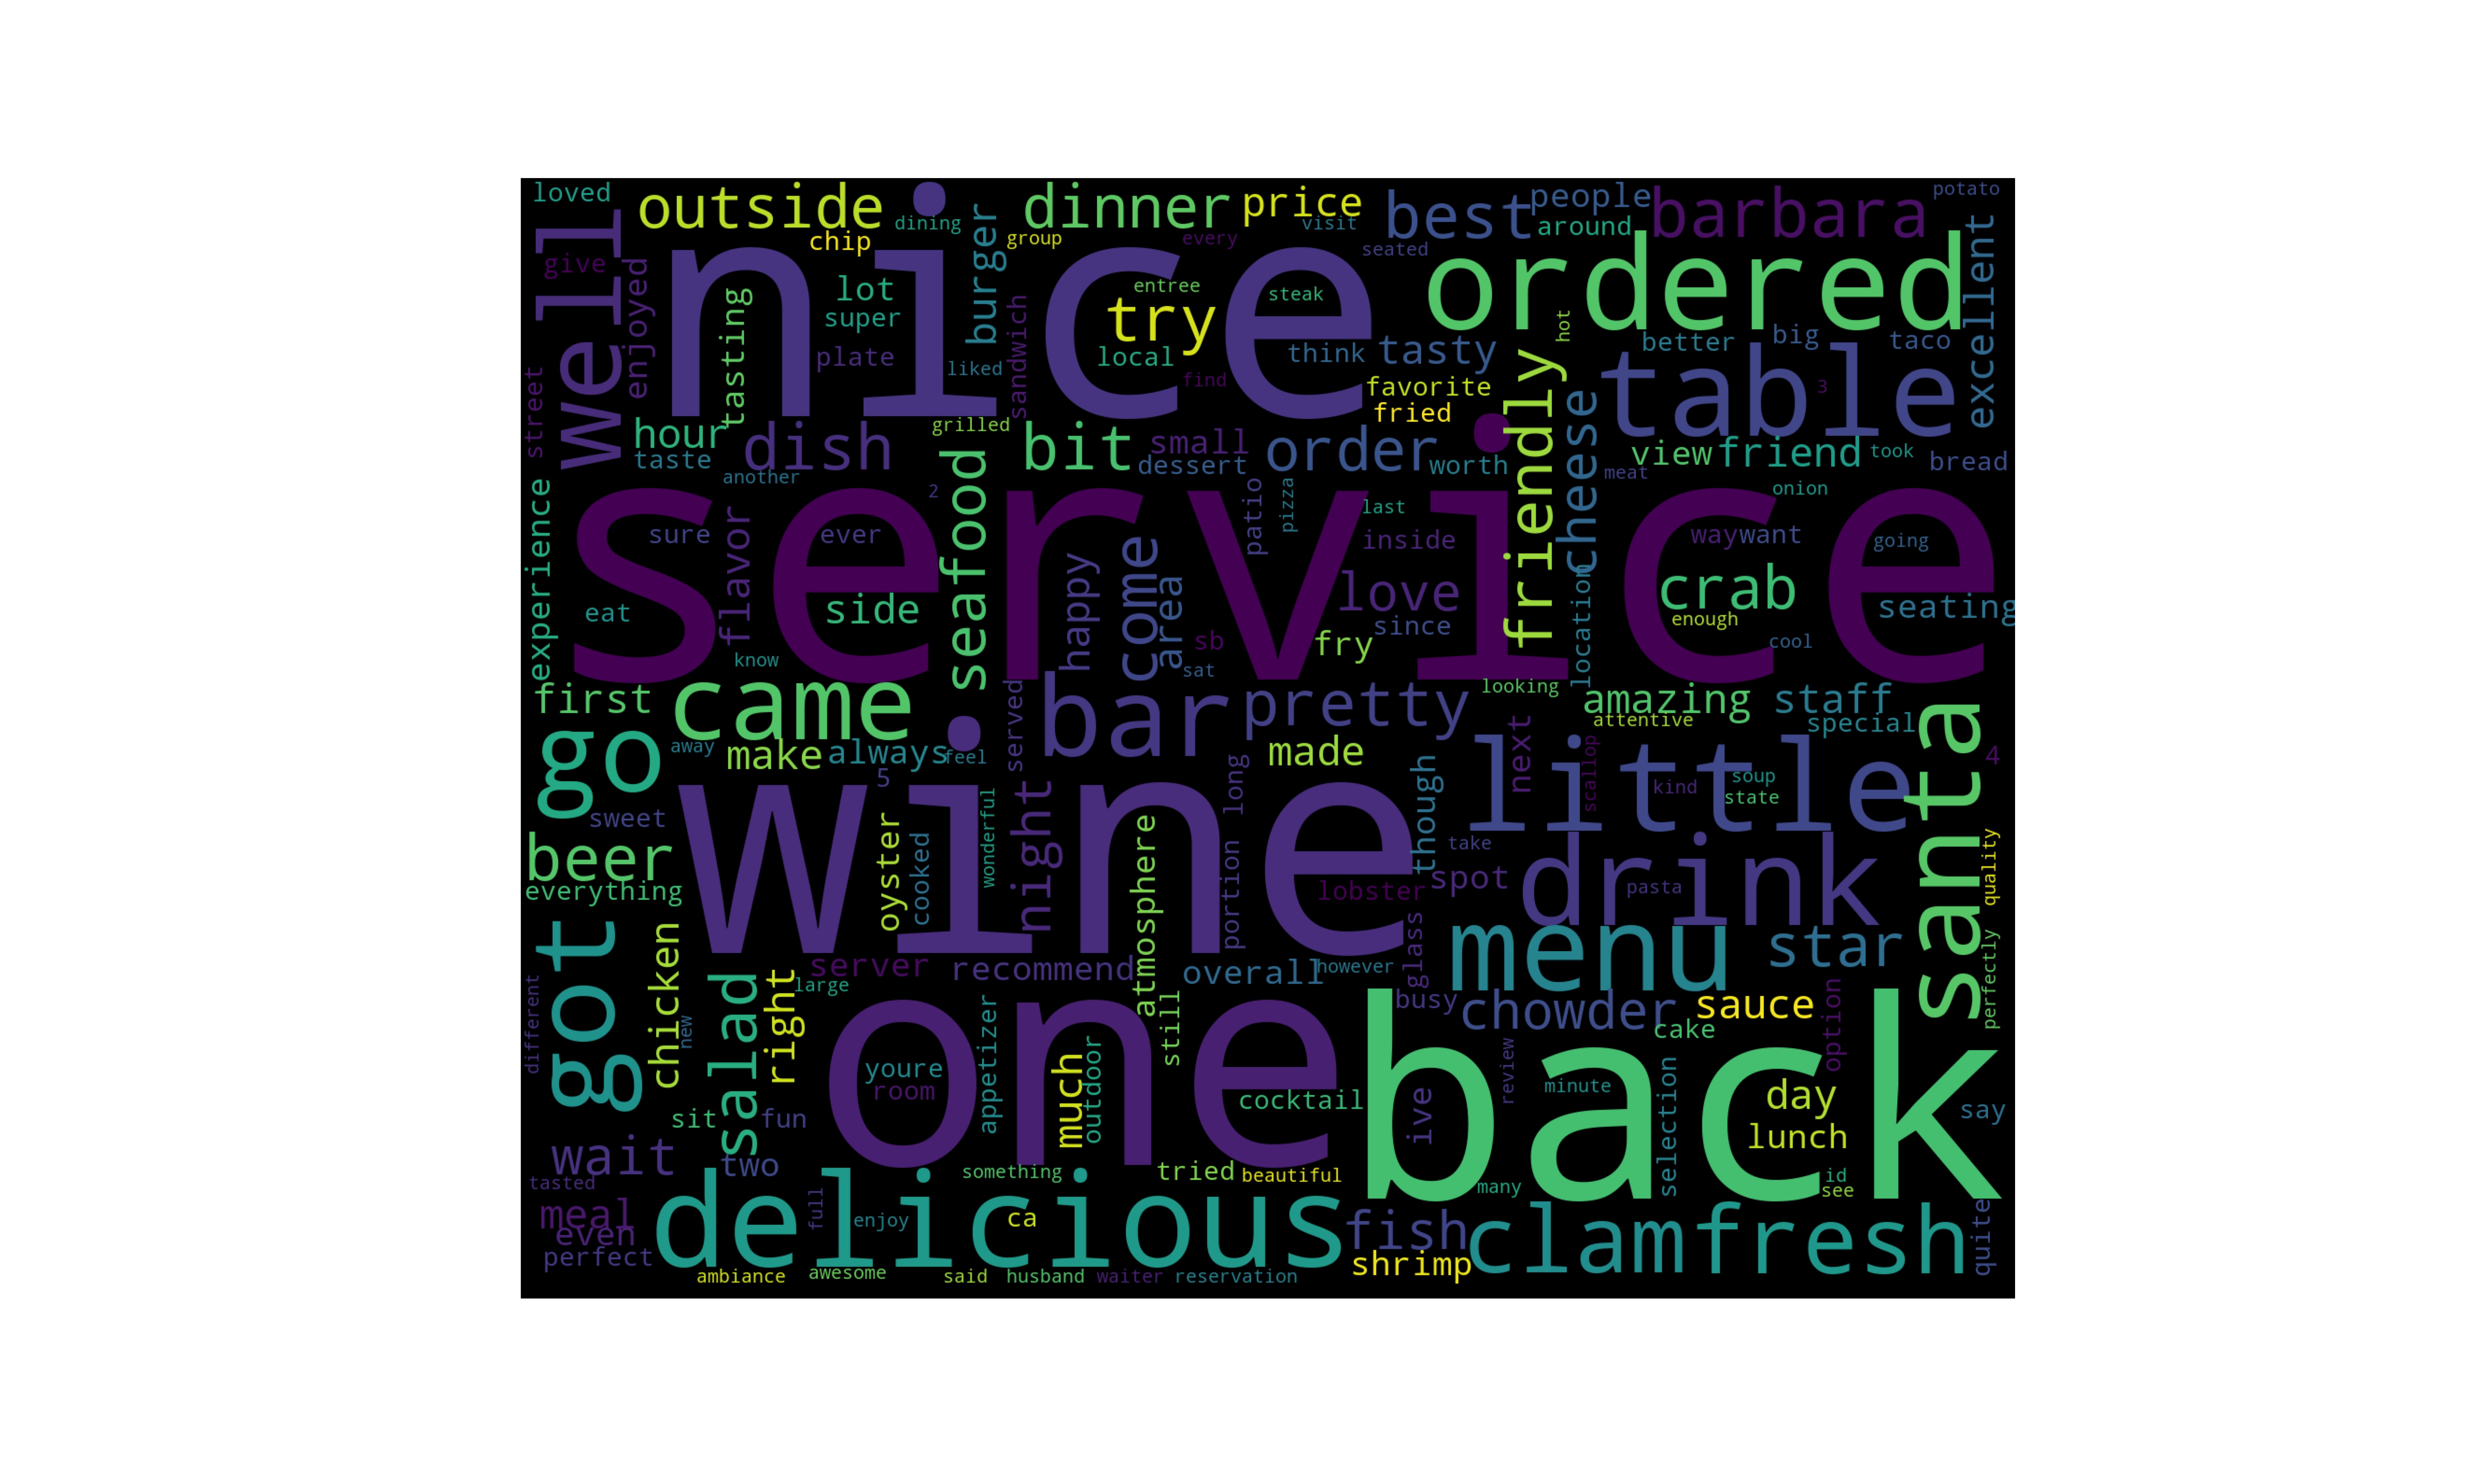 loved
outside
dining
dinner
price
visit
best
people
around
barbara
potato
chip
group
every
seated
give
well
nice
burger
ordered
excellent
enjoyed
tasting
lot
super
entree
steak
try
hot
plate
liked
local
think
tasty
better
big
taco
sandwich
find
favorite
fried
friendly
cheese
table
3
street
hour
taste
dish
grilled
bit
small
dessert
order
worth
view
friend
took
bread
another
2
meat
onion
experience
seafood
patio
pizza
last
service
sure
ever
flavor
inside
way
want
going
come
happy
area
love
crab
seating
eat
side
since
enough
location
sb
fry
cool
know
sat
first
came
served
bar
pretty
looking
amazing
staff
attentive
special
santa
go
away
make
always
feel
made
next
little
scallop
soup
state
kind
4
5
wine
long
though
sweet
wonderful
oyster
cooked
night
atmosphere
portion
take
beer
everything
lobster
spot
drink
pasta
quality
got
chicken
salad
right
server
recommend
overall
however
glass
menu
star
large
busy
chowder
sauce
perfectly
different
new
one
appetizer
still
cake
option
back
youre
room
much
outdoor
cocktail
ive
review
minute
selection
day
lunch
say
sit
fun
wait
two
something
tried
beautiful
many
id
see
tasted
meal
even
perfect
delicious
full
enjoy
ca
fish
shrimp
clam
fresh
quite
ambiance
awesome
said
husband
waiter
reservation